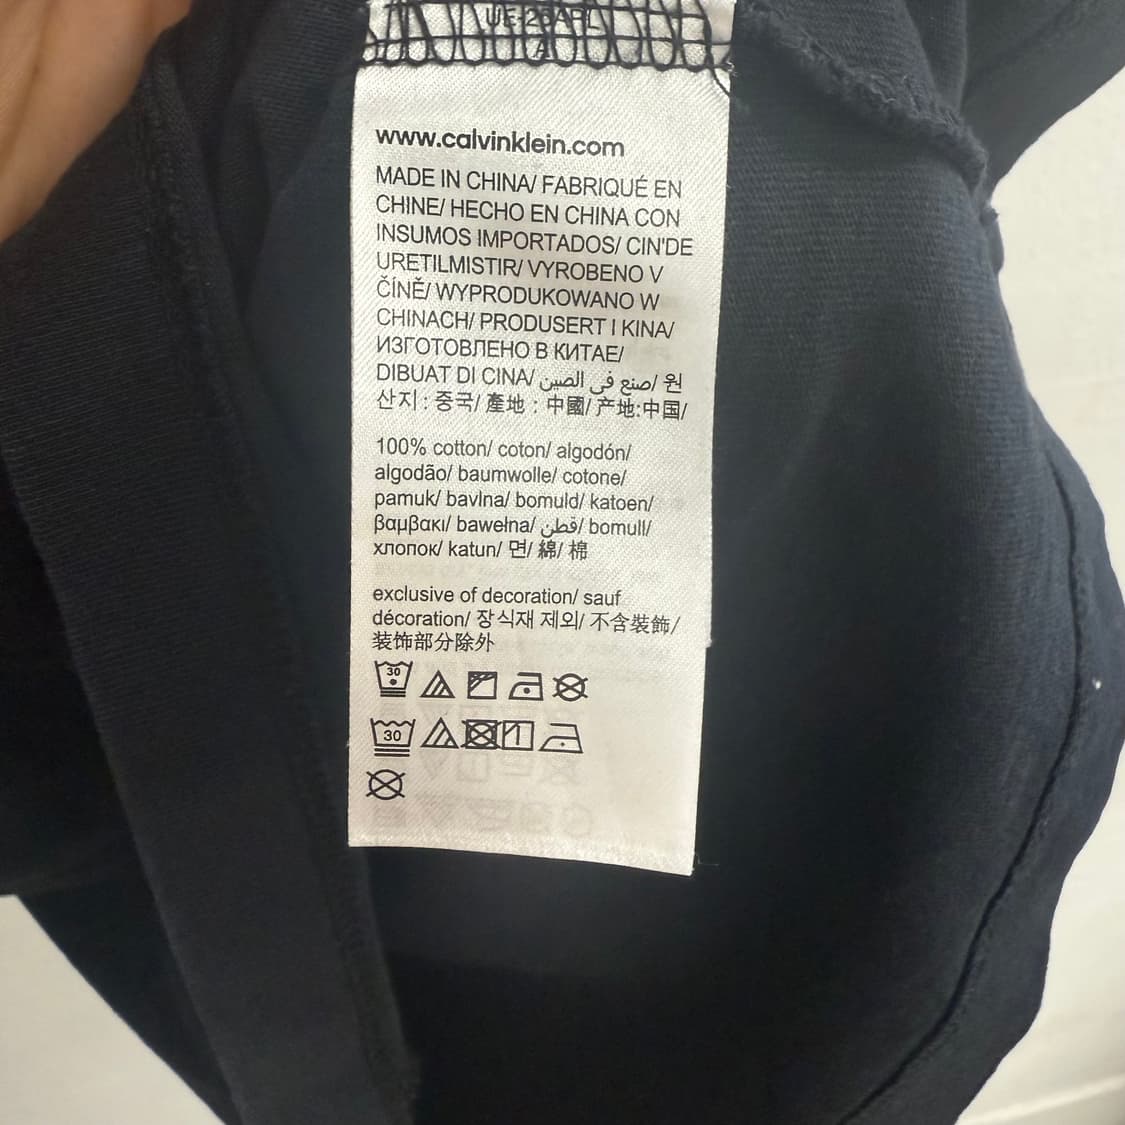 www.calvinklein.com
MADE IN CHINA/ FABRIQUÉ EN
CHINE/ HECHO EN CHINA CON
INSUMOS IMPORTADOS/ CIN'DE
URETILMISTIR/ VYROBENO V
ČÍNĚ/ WYPRODUKOWANO W
CHINACH/ PRODUSERT I KINA/
ИЗГОТОВЛЕНО В КИТАЕ/
DIBUAT DI CINA/ صنع في الصين/ 원
산지 : 중국/ 產地 : 中國/ 产地:中国/
100% cotton/ coton/ algodón/
algodão/ baumwolle/ cotone/
pamuk/ bavlna/ bomuld/ katoen/
βαμβακι/ bawełna/ قطن/ bomull/
хлопок/ katun/ 면/ 綿/ 棉
exclusive of decoration/ sauf
décoration/ 장식재 제외/ 不含裝飾/
装饰部分除外
30
30